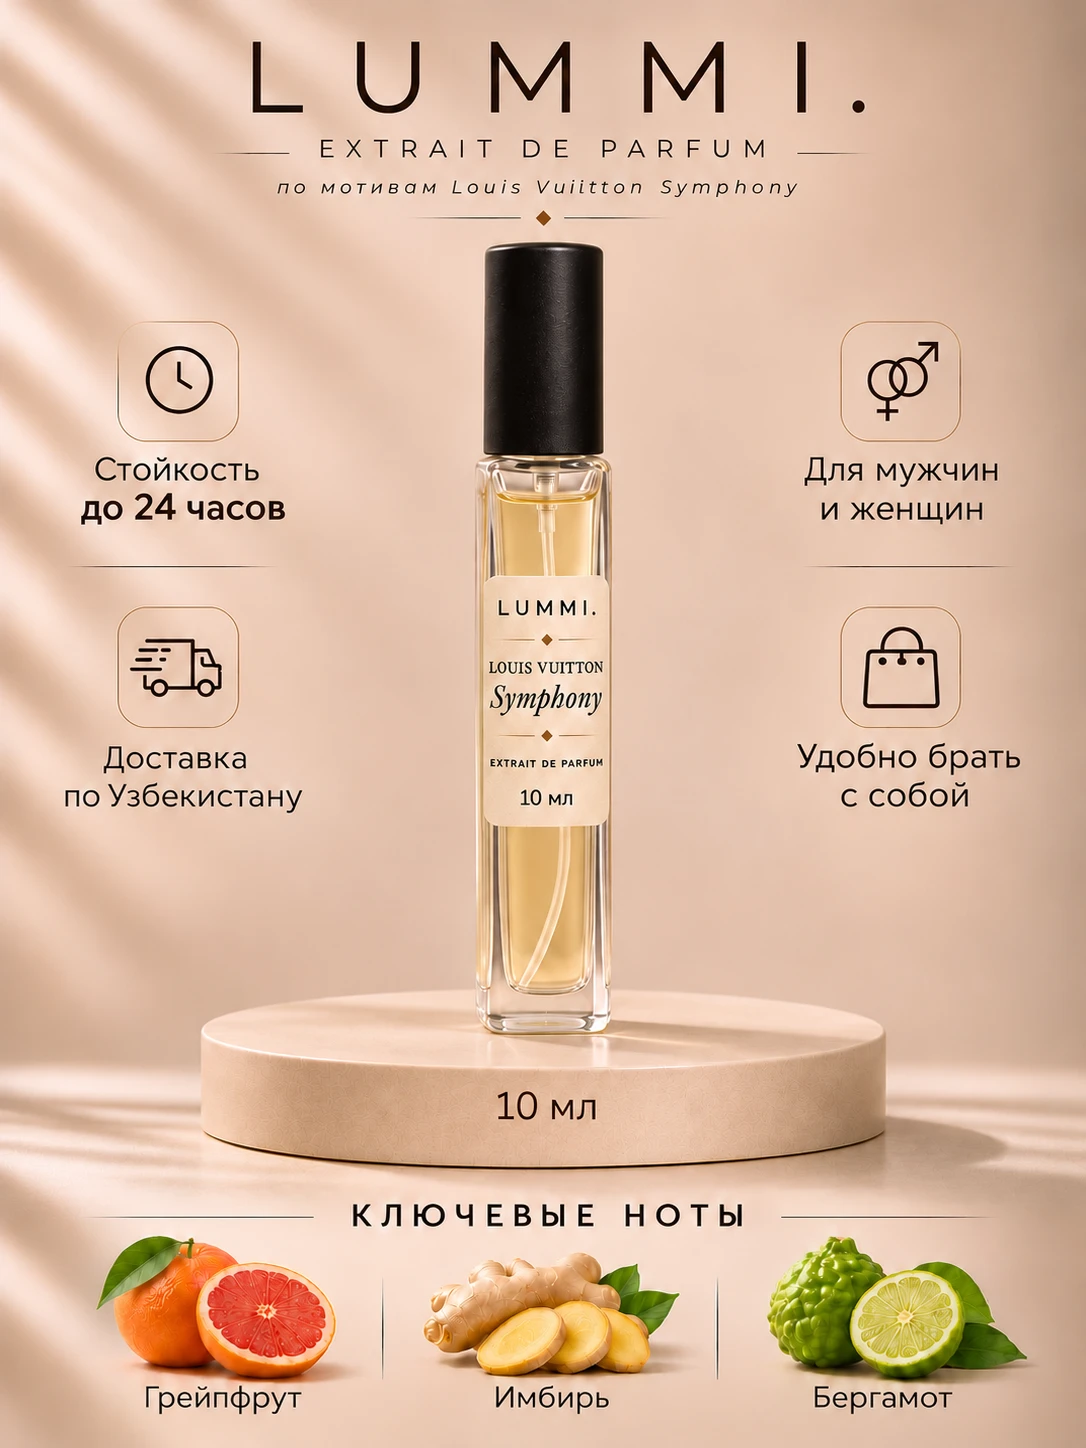 LUMMI.
EXTRAIT DE PARFUM
по мотивам Louis Vuiitton Symphony
Стойкость
до 24 часов
Для мужчин
и женщин
Доставка
по Узбекистану
Удобно брать
с собой
LUMMI.
LOUIS VUITTON
Symphony
EXTRAIT DE PARFUM
10 мл
10 мл
КЛЮЧЕВЫЕ НОТЫ
Грейпфрут
Имбирь
Бергамот